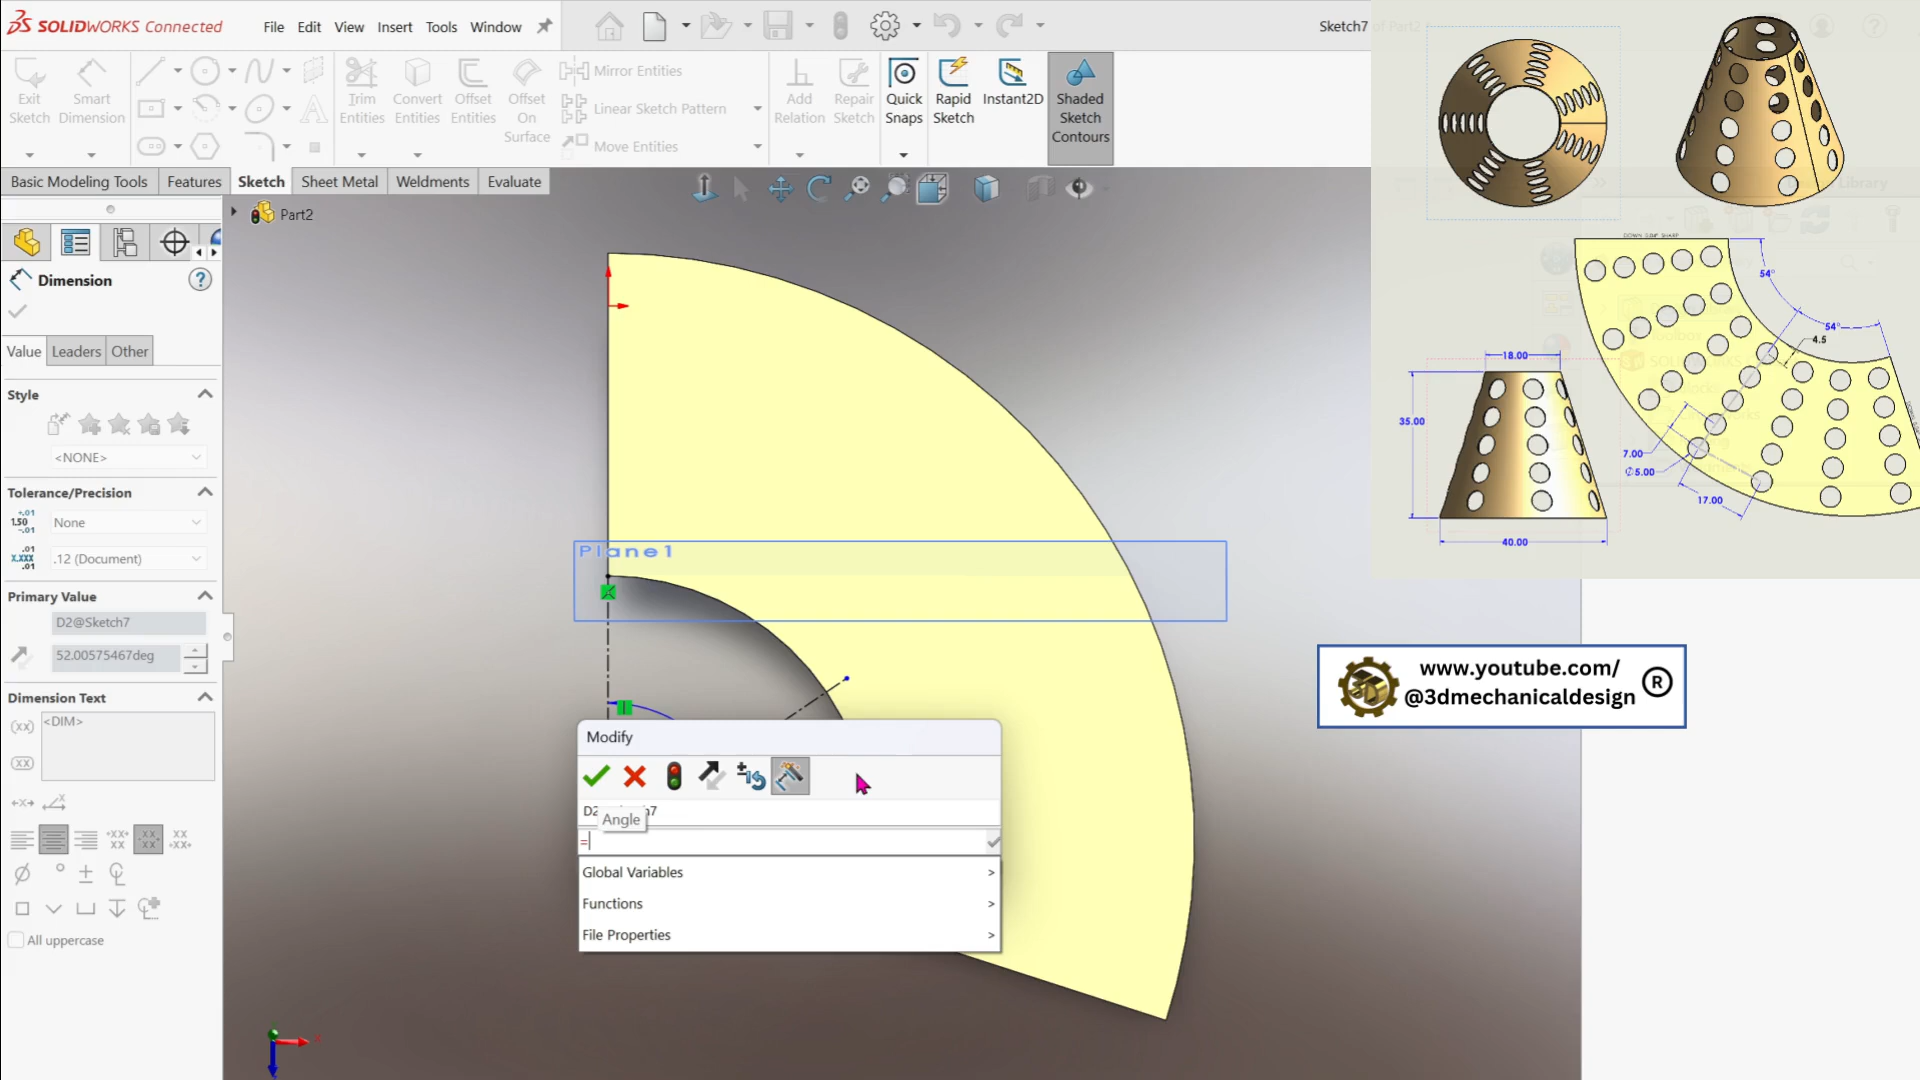 SOLIDWORKS Connected
File Edit View Insert Tools Window
Sketch7 of Part2
Exit Sketch
Smart Dimension
Trim Entities
Convert Entities
Offset Entities
Offset On Surface
Mirror Entities
Linear Sketch Pattern
Move Entities
Add Relation
Repair Sketch
Quick Snaps
Rapid Sketch
Instant2D
Shaded Sketch Contours
Basic Modeling Tools Features Sketch Sheet Metal Weldments Evaluate
Part2
Dimension
Value Leaders Other
Style
<NONE>
Tolerance/Precision
None
.12 (Document)
Primary Value
D2@Sketch7
52.00575467deg
Dimension Text
<DIM>
All uppercase
Plane1
Modify
Angle
=
Global Variables
Functions
File Properties
54°
54°
4.5
18.00
35.00
40.00
7.00
∅5.00
17.00
www.youtube.com/
@3dmechanicaldesign
®